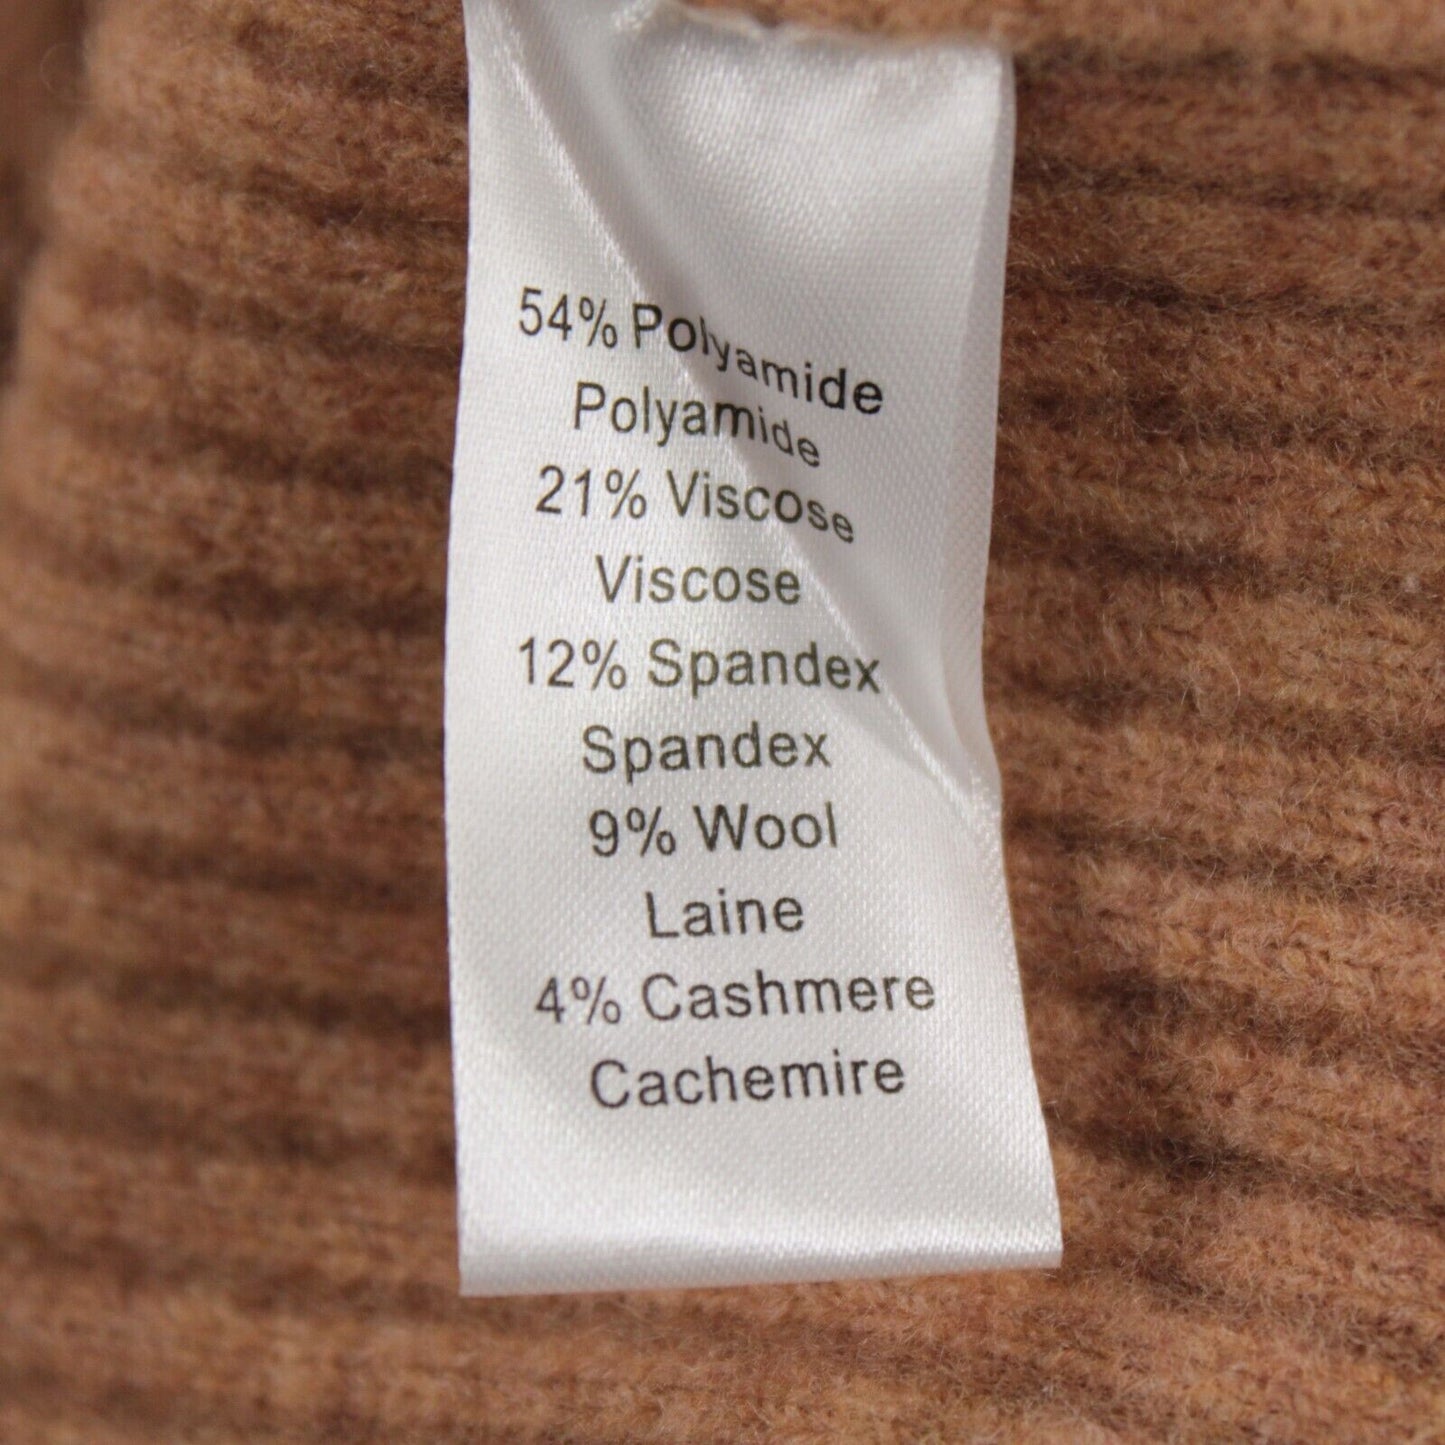 54% Polyamide
Polyamide
21% Viscose
Viscose
12% Spandex
Spandex
9% Wool
Laine
4% Cashmere
Cachemire